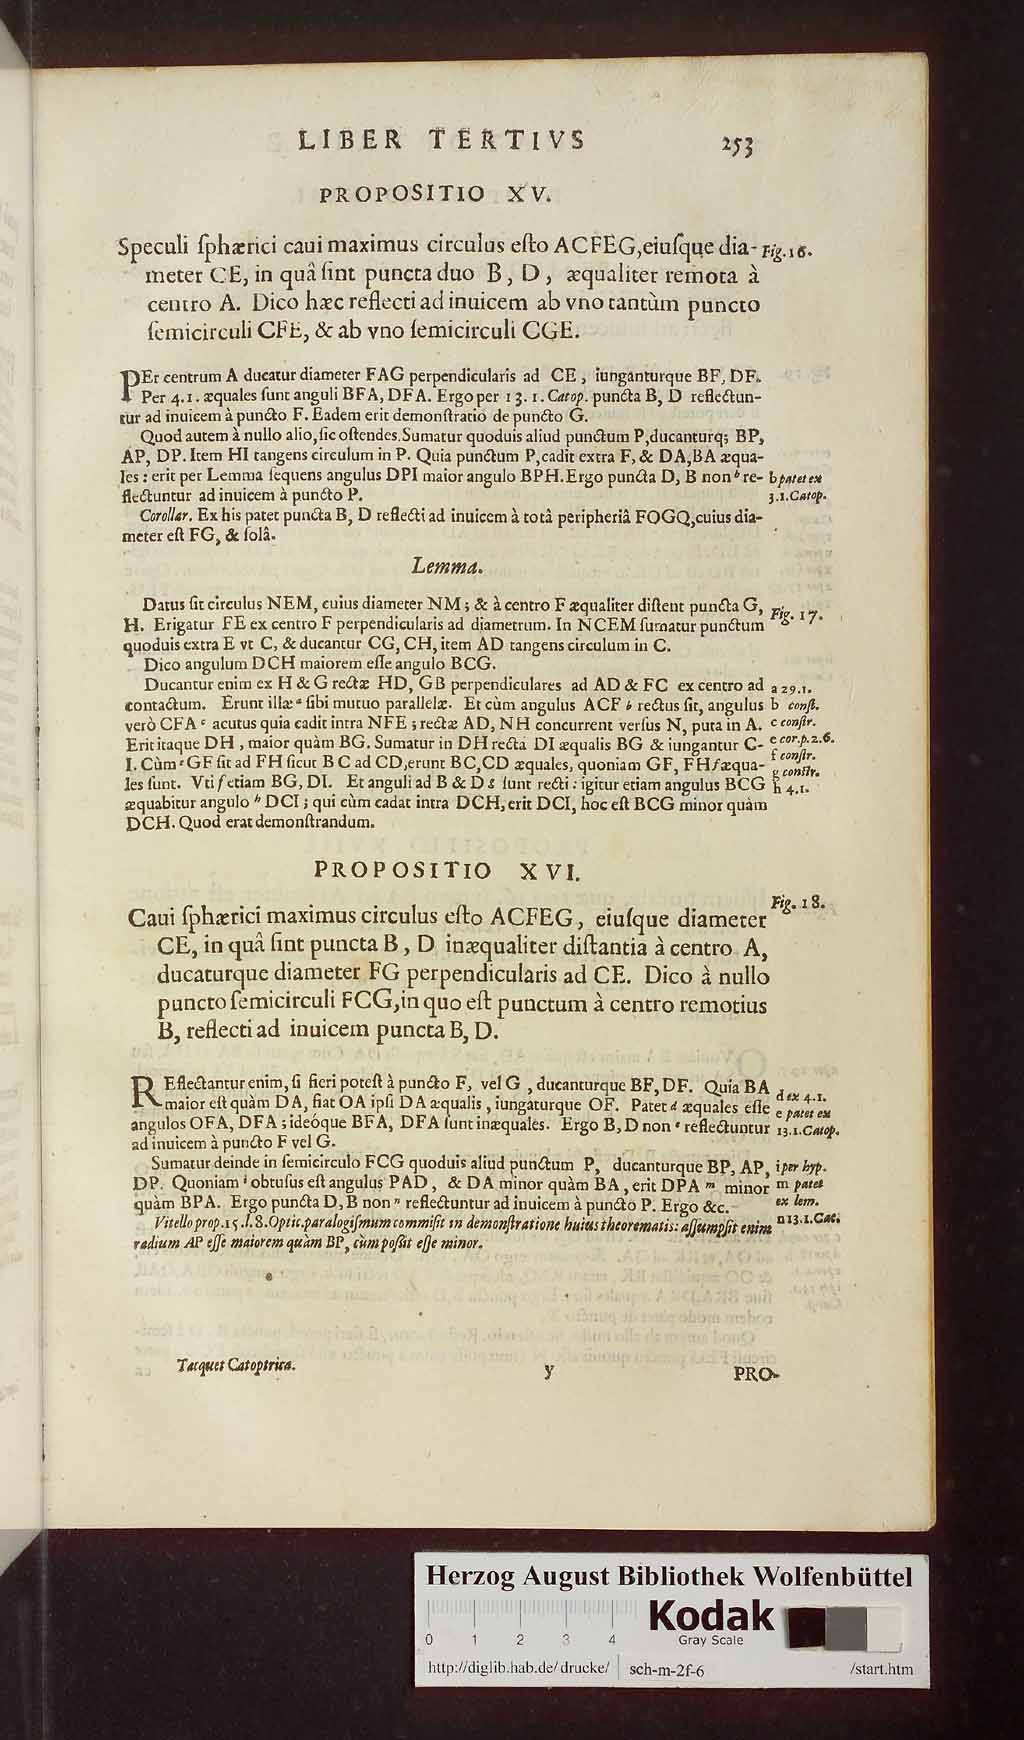 LIBER TERTIVS 253
PROPOSITIO XV.
Speculi ſphærici caui maximus circulus eſto ACFEG, eiuſque dia- Fig. 16.
meter CE, in quâ ſint puncta duo B, D, æqualiter remota à
centro A. Dico hæc reflecti ad inuicem ab vno tantùm puncto
ſemicirculi CFE, & ab vno ſemicirculi CGE.
PEr centrum A ducatur diameter FAG perpendicularis ad CE, iunganturque BF, DF.
Per 4.1. æquales ſunt anguli BFA, DFA. Ergo per 13. 1. Catop. puncta B, D reflectun-
tur ad inuicem à puncto F. Eadem erit demonſtratio de puncto G.
Quod autem à nullo alio, ſic oſtendes. Sumatur quoduis aliud punctum P, ducanturq; BP,
AP, DP. Item HI tangens circulum in P. Quia punctum P, cadit extra F, & DA, BA æqua-
les: erit per Lemma ſequens angulus DPI maior angulo BPH. Ergo puncta D, B non b re- b patet ex
flectuntur ad inuicem à puncto P. 3.1. Catop.
Corollar. Ex his patet puncta B, D reflecti ad inuicem à totâ peripheriâ FOGQ, cuius dia-
meter eſt FG, & ſolâ.
Lemma.
Datus ſit circulus NEM, cuius diameter NM; & à centro F æqualiter diſtent puncta G, Fig. 17.
H. Erigatur FE ex centro F perpendicularis ad diametrum. In NCEM ſumatur punctum
quoduis extra E vt C, & ducantur CG, CH, item AD tangens circulum in C.
Dico angulum DCH maiorem eſſe angulo BCG.
Ducantur enim ex H & G rectæ HD, GB perpendiculares ad AD & FC ex centro ad a 29.1.
contactum. Erunt illæ a ſibi mutuo parallelæ. Et cùm angulus ACF b rectus ſit, angulus b conſt.
verò CFA c acutus quia cadit intra NFE; rectæ AD, NH concurrent verſus N, puta in A. c conſtr.
Erit itaque DH, maior quàm BG. Sumatur in DH recta DI æqualis BG & iungantur C- e cor.p.2.6.
I. Cùm e GF ſit ad FH ſicut BC ad CD, erunt BC, CD æquales, quoniam GF, FH f æqua- f conſtr.
les ſunt. Vti f etiam BG, DI. Et anguli ad B & D g ſunt recti: igitur etiam angulus BCG g conſtr.
æquabitur angulo h DCI; qui cùm cadat intra DCH, erit DCI, hoc eſt BCG minor quàm h 4.1.
DCH. Quod erat demonſtrandum.
PROPOSITIO XVI.
Caui ſphærici maximus circulus eſto ACFEG, eiuſque diameter Fig. 18.
CE, in quâ ſint puncta B, D inæqualiter diſtantia à centro A,
ducaturque diameter FG perpendicularis ad CE. Dico à nullo
puncto ſemicirculi FCG, in quo eſt punctum à centro remotius
B, reflecti ad inuicem puncta B, D.
REflectantur enim, ſi fieri poteſt à puncto F, vel G, ducanturque BF, DF. Quia BA
maior eſt quàm DA, fiat OA ipſi DA æqualis, iungaturque OF. Patet d æquales eſſe d ex 4.1.
angulos OFA, DFA; ideóque BFA, DFA ſunt inæquales. Ergo B, D non e reflectuntur e patet ex
ad inuicem à puncto F vel G. 13.1. Catop.
Sumatur deinde in ſemicirculo FCG quoduis aliud punctum P, ducanturque BP, AP, i per hyp.
DP. Quoniam i obtuſus eſt angulus PAD, & DA minor quàm BA, erit DPA m minor m patet
quàm BPA. Ergo puncta D, B non n reflectuntur ad inuicem à puncto P. Ergo &c. ex lem.
Vitello prop. 15. l. 8. Optic. paralogiſmum commiſit in demonſtratione huius theorematis: aſſumpſit enim n 13.1. Cat.
radium AP eſſe maiorem quàm BP, cùm poſſit eſſe minor.
Tacquet Catoptrica. y PRO-
Herzog August Bibliothek Wolfenbüttel
Kodak
0 1 2 3 4 Gray Scale
http://diglib.hab.de/drucke/ sch-m-2f-6 /start.htm